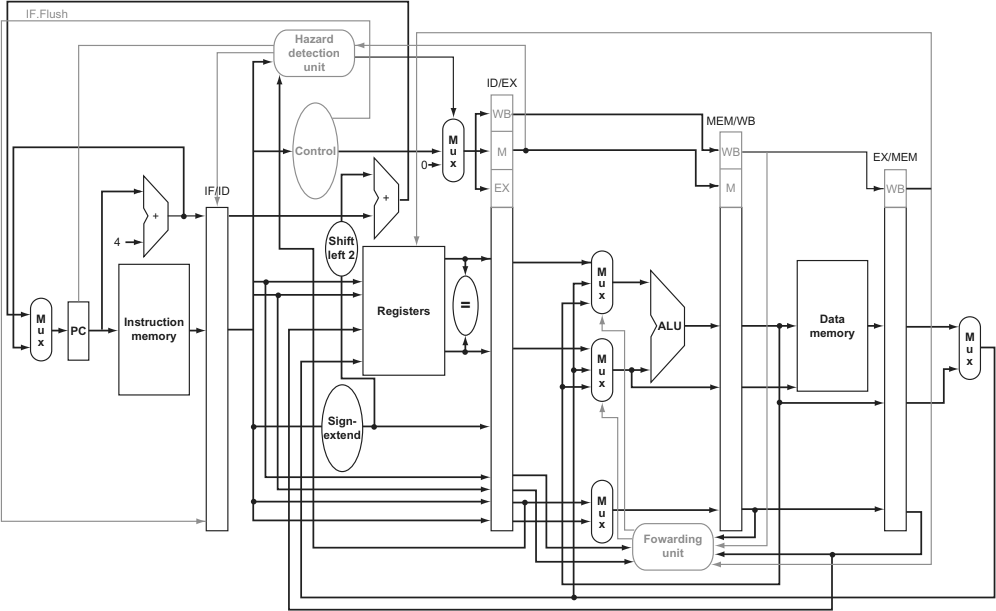 IF.Flush
Hazard
detection
unit
ID/EX
WB
M
EX
MEM/WB
WB
M
EX/MEM
WB
Control
M
u
x
0
+
IF/ID
+
4
Shift
left 2
Registers
=
M
u
x
PC
Instruction
memory
M
u
x
ALU
M
u
x
Data
memory
M
u
x
Sign-
extend
M
u
x
Fowarding
unit